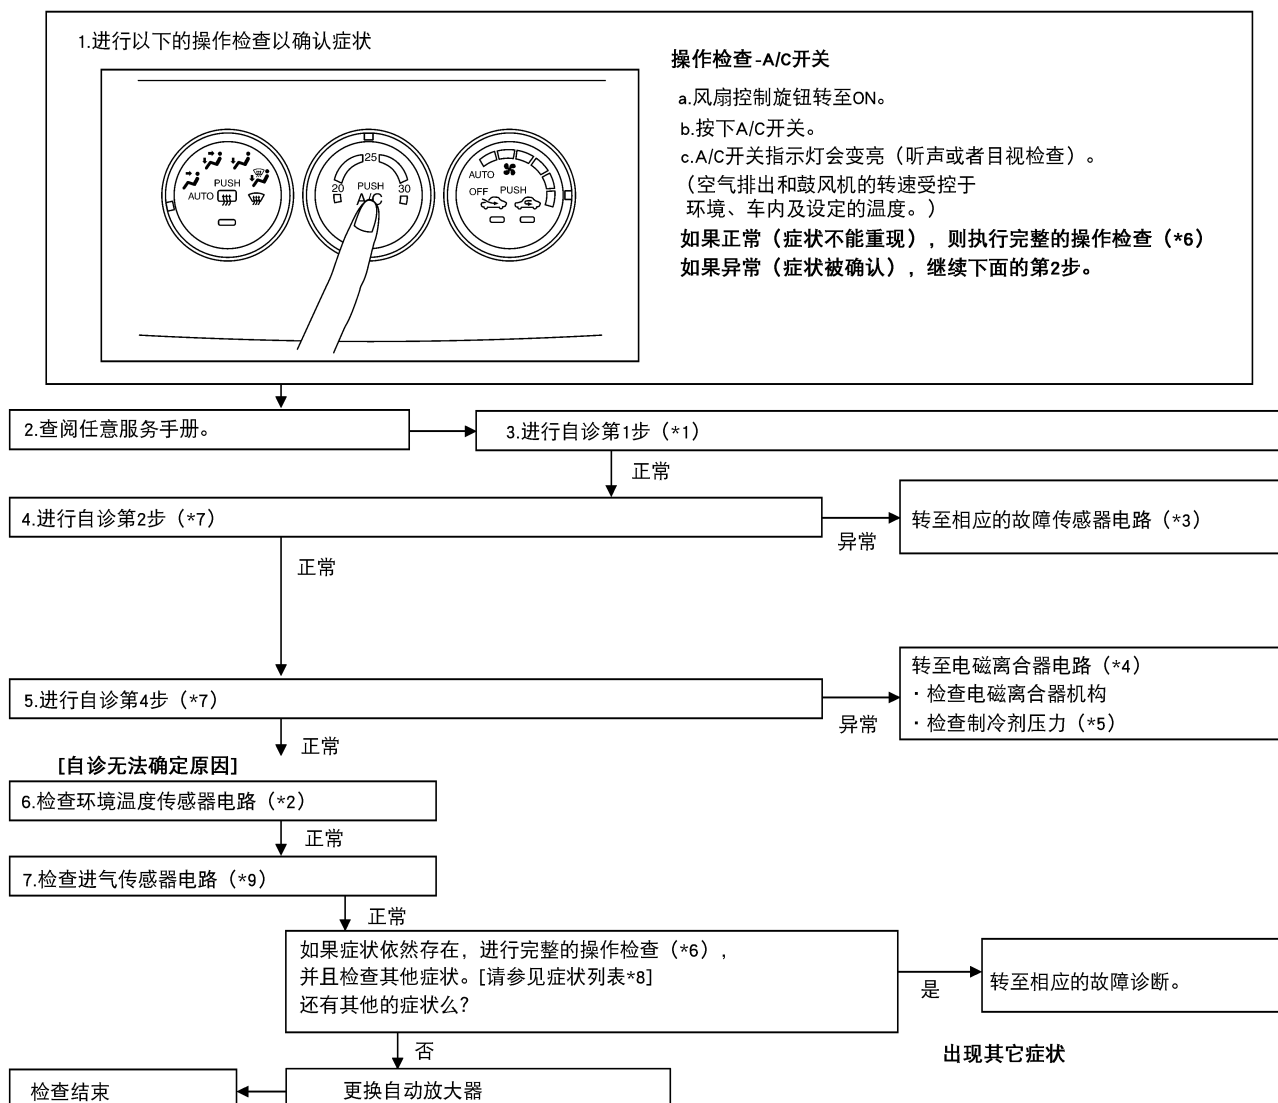 1.进行以下的操作检查以确认症状
25
20
PUSH
30
A/C
PUSH
AUTO
AUTO
OFF
PUSH
操作检查-A/C开关
a.风扇控制旋钮转至ON。
b.按下A/C开关。
c.A/C开关指示灯会变亮（听声或者目视检查）。
（空气排出和鼓风机的转速受控于
环境、车内及设定的温度。）
如果正常（症状不能重现），则执行完整的操作检查（*6）
如果异常（症状被确认），继续下面的第2步。
2.查阅任意服务手册。
3.进行自诊第1步（*1）
正常
4.进行自诊第2步（*7）
异常
转至相应的故障传感器电路（*3）
正常
5.进行自诊第4步（*7）
异常
转至电磁离合器电路（*4）
·检查电磁离合器机构
·检查制冷剂压力（*5）
正常
[自诊无法确定原因]
6.检查环境温度传感器电路（*2）
正常
7.检查进气传感器电路（*9）
正常
如果症状依然存在，进行完整的操作检查（*6），
并且检查其他症状。[请参见症状列表*8]
还有其他的症状么？
是
转至相应的故障诊断。
否
出现其它症状
更换自动放大器
检查结束